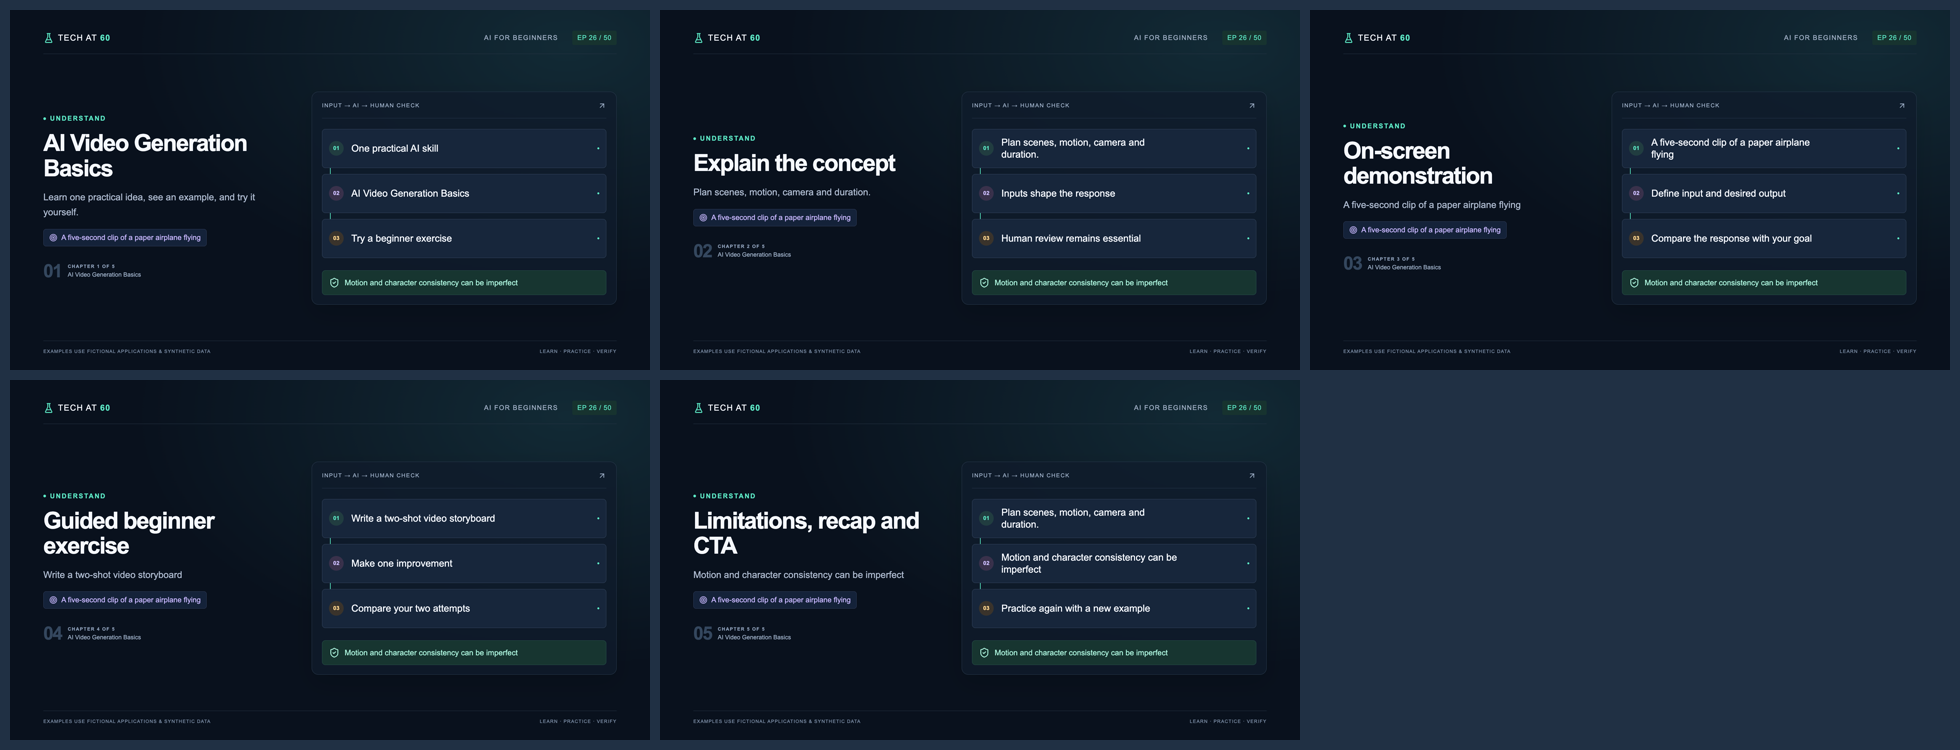 TECH AT 60
AI FOR BEGINNERS
EP 26 / 50
• UNDERSTAND
AI Video Generation
Basics
Learn one practical idea, see an example, and try it
yourself.
A five-second clip of a paper airplane flying
01
CHAPTER 1 OF 5
AI Video Generation Basics
INPUT → AI → HUMAN CHECK
01 One practical AI skill
02 AI Video Generation Basics
03 Try a beginner exercise
Motion and character consistency can be imperfect
EXAMPLES USE FICTIONAL APPLICATIONS & SYNTHETIC DATA
LEARN · PRACTICE · VERIFY
TECH AT 60
AI FOR BEGINNERS
EP 26 / 50
• UNDERSTAND
Explain the concept
Plan scenes, motion, camera and duration.
A five-second clip of a paper airplane flying
02
CHAPTER 2 OF 5
AI Video Generation Basics
INPUT → AI → HUMAN CHECK
01 Plan scenes, motion, camera and
duration.
02 Inputs shape the response
03 Human review remains essential
Motion and character consistency can be imperfect
EXAMPLES USE FICTIONAL APPLICATIONS & SYNTHETIC DATA
LEARN · PRACTICE · VERIFY
TECH AT 60
AI FOR BEGINNERS
EP 26 / 50
• UNDERSTAND
On-screen
demonstration
A five-second clip of a paper airplane flying
A five-second clip of a paper airplane flying
03
CHAPTER 3 OF 5
AI Video Generation Basics
INPUT → AI → HUMAN CHECK
01 A five-second clip of a paper airplane
flying
02 Define input and desired output
03 Compare the response with your goal
Motion and character consistency can be imperfect
EXAMPLES USE FICTIONAL APPLICATIONS & SYNTHETIC DATA
LEARN · PRACTICE · VERIFY
TECH AT 60
AI FOR BEGINNERS
EP 26 / 50
• UNDERSTAND
Guided beginner
exercise
Write a two-shot video storyboard
A five-second clip of a paper airplane flying
04
CHAPTER 4 OF 5
AI Video Generation Basics
INPUT → AI → HUMAN CHECK
01 Write a two-shot video storyboard
02 Make one improvement
03 Compare your two attempts
Motion and character consistency can be imperfect
EXAMPLES USE FICTIONAL APPLICATIONS & SYNTHETIC DATA
LEARN · PRACTICE · VERIFY
TECH AT 60
AI FOR BEGINNERS
EP 26 / 50
• UNDERSTAND
Limitations, recap and
CTA
Motion and character consistency can be imperfect
A five-second clip of a paper airplane flying
05
CHAPTER 5 OF 5
AI Video Generation Basics
INPUT → AI → HUMAN CHECK
01 Plan scenes, motion, camera and
duration.
02 Motion and character consistency can be
imperfect
03 Practice again with a new example
Motion and character consistency can be imperfect
EXAMPLES USE FICTIONAL APPLICATIONS & SYNTHETIC DATA
LEARN · PRACTICE · VERIFY